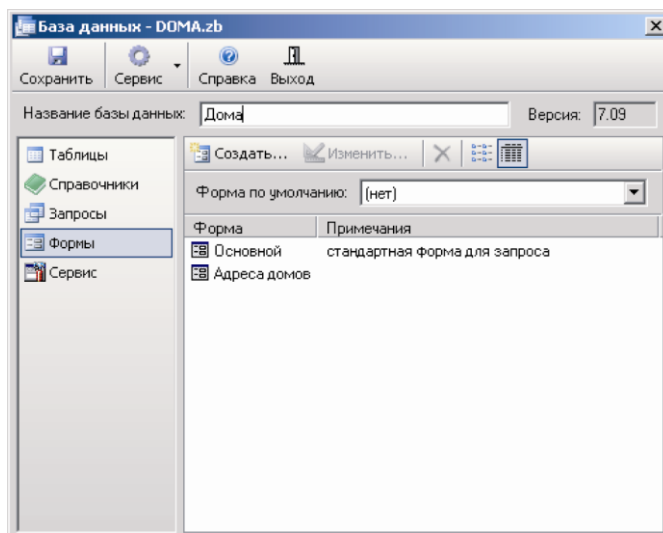 База данных - DOMA.zb
Сохранить Сервис Справка Выход
Название базы данных: Дома Версия: 7.09
Таблицы
Справочники
Запросы
Формы
Сервис
Создать... Изменить...
Форма по умолчанию: (нет)
Форма Примечания
Основной стандартная форма для запроса
Адреса домов